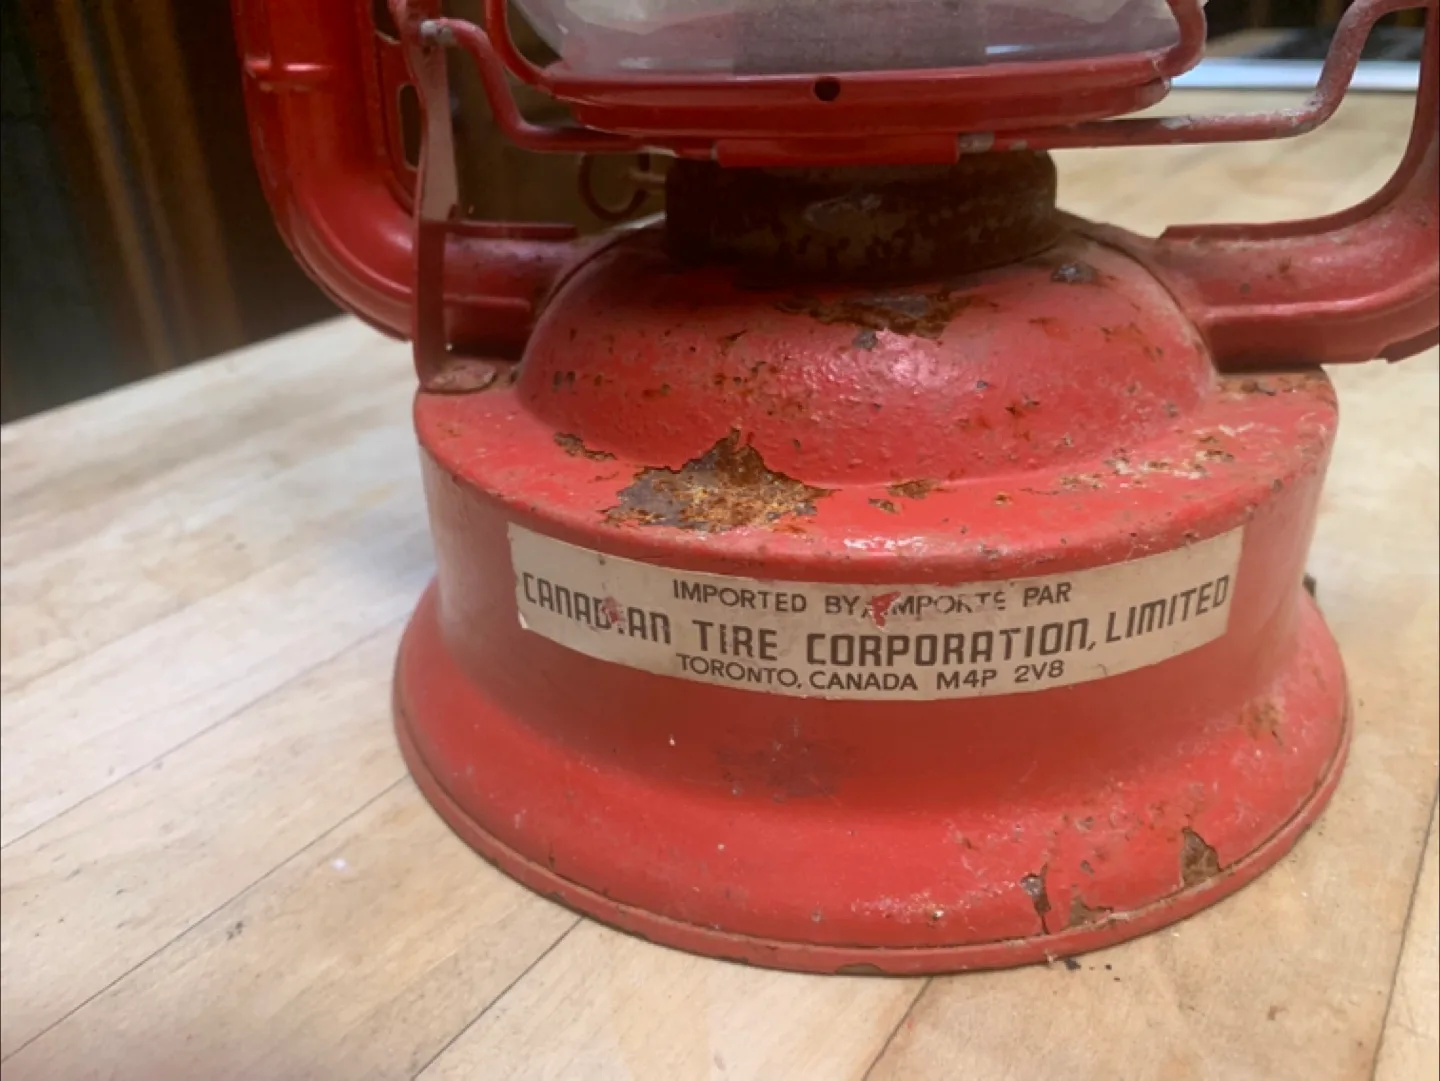 IMPORTED BY/IMPORTÉ PAR
CANADIAN TIRE CORPORATION, LIMITED
TORONTO, CANADA M4P 2V8